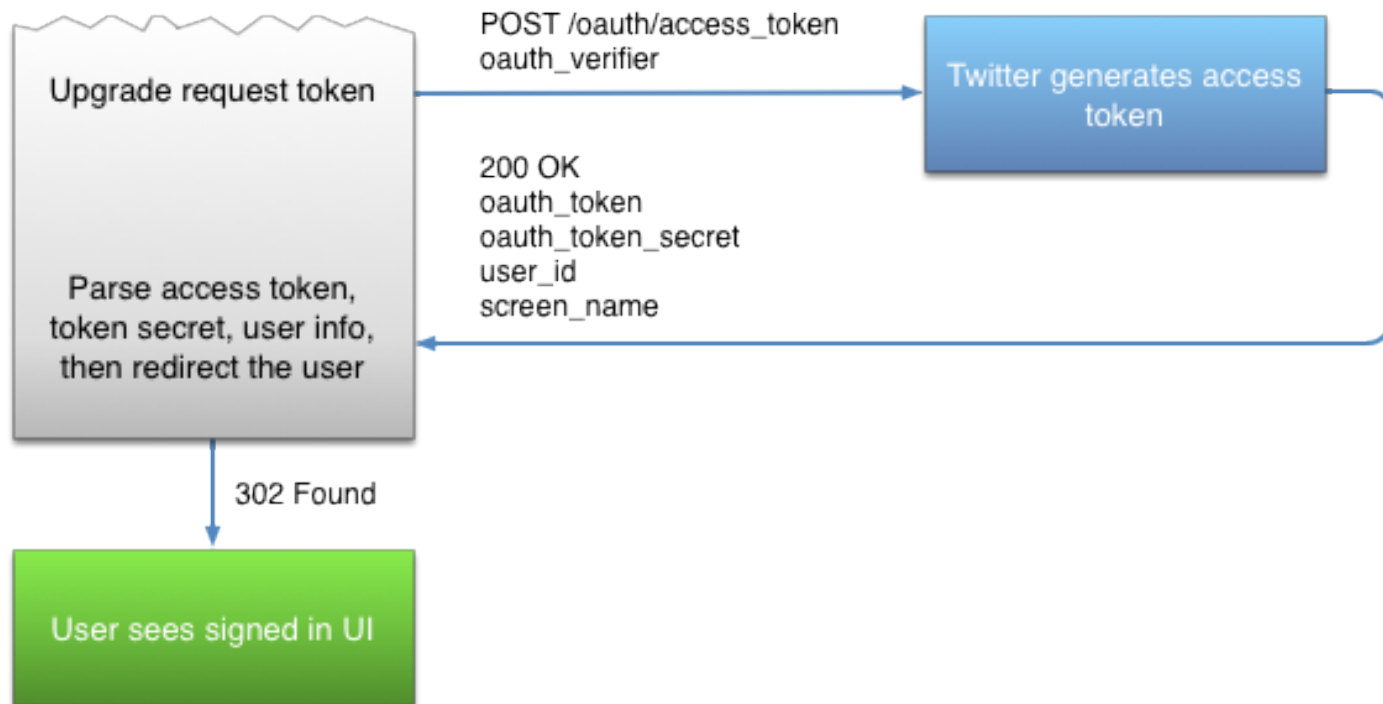 Upgrade request token
POST /oauth/access_token
oauth_verifier
Twitter generates access
token
200 OK
oauth_token
oauth_token_secret
user_id
screen_name
Parse access token,
token secret, user info,
then redirect the user
302 Found
User sees signed in UI